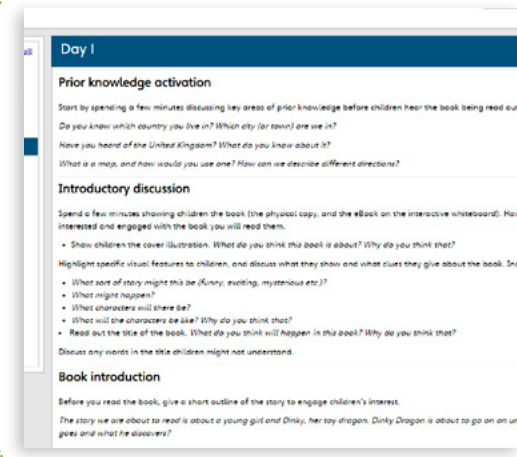 all
Day 1
Prior knowledge activation
Start by spending a few minutes discussing key areas of prior knowledge before children hear the book being read out
Do you know which country you live in? Which city (or town) are we in?
Have you heard of the United Kingdom? What do you know about it?
What is a map, and how would you use one? How can we describe different directions?
Introductory discussion
Spend a few minutes showing children the book (the physical copy, and the eBook on the interactive whiteboard). Hav
interested and engaged with the book you will read them.
• Show children the cover illustration. What do you think this book is about? Why do you think that?
Highlight specific visual features to children, and discuss what they show and what clues they give about the book. Inc
• What sort of story might this be (funny, exciting, mysterious etc.)?
• What might happen?
• What characters will there be?
• What will the characters be like? Why do you think that?
• Read out the title of the book. What do you think will happen in this book? Why do you think that?
Discuss any words in the title children might not understand.
Book introduction
Before you read the book, give a short outline of the story to engage children's interest.
The story we are about to read is about a young girl and Dinky, her toy dragon. Dinky Dragon is about to go on an un
goes and what he discovers?